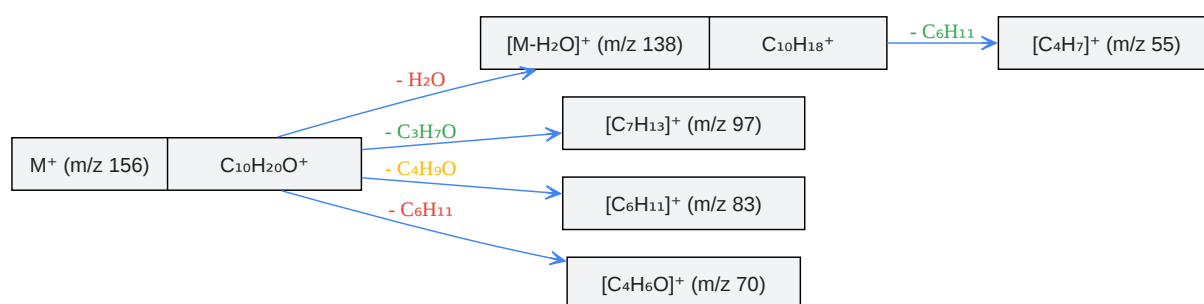 [M-H₂O]⁺ (m/z 138)
C₁₀H₁₈⁺
- C₆H₁₁
[C₄H₇]⁺ (m/z 55)
- H₂O
[C₇H₁₃]⁺ (m/z 97)
- C₃H₇O
M⁺ (m/z 156)
C₁₀H₂₀O⁺
- C₄H₉O
[C₆H₁₁]⁺ (m/z 83)
- C₆H₁₁
[C₄H₆O]⁺ (m/z 70)